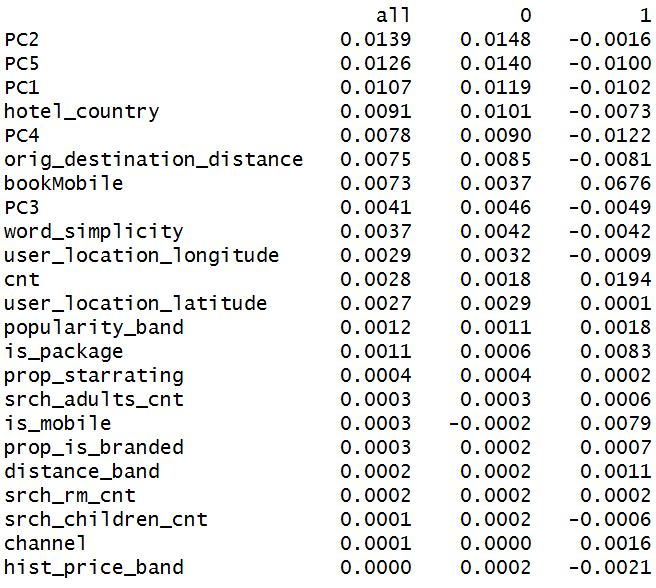 all 0 1
PC2 0.0139 0.0148 -0.0016
PC5 0.0126 0.0140 -0.0100
PC1 0.0107 0.0119 -0.0102
hotel_country 0.0091 0.0101 -0.0073
PC4 0.0078 0.0090 -0.0122
orig_destination_distance 0.0075 0.0085 -0.0081
bookMobile 0.0073 0.0037 0.0676
PC3 0.0041 0.0046 -0.0049
word_simplicity 0.0037 0.0042 -0.0042
user_location_longitude 0.0029 0.0032 -0.0009
cnt 0.0028 0.0018 0.0194
user_location_latitude 0.0027 0.0029 0.0001
popularity_band 0.0012 0.0011 0.0018
is_package 0.0011 0.0006 0.0083
prop_starrating 0.0004 0.0004 0.0002
srch_adults_cnt 0.0003 0.0003 0.0006
is_mobile 0.0003 -0.0002 0.0079
prop_is_branded 0.0003 0.0002 0.0007
distance_band 0.0002 0.0002 0.0011
srch_rm_cnt 0.0002 0.0002 0.0002
srch_children_cnt 0.0001 0.0002 -0.0006
channel 0.0001 0.0000 0.0016
hist_price_band 0.0000 0.0002 -0.0021